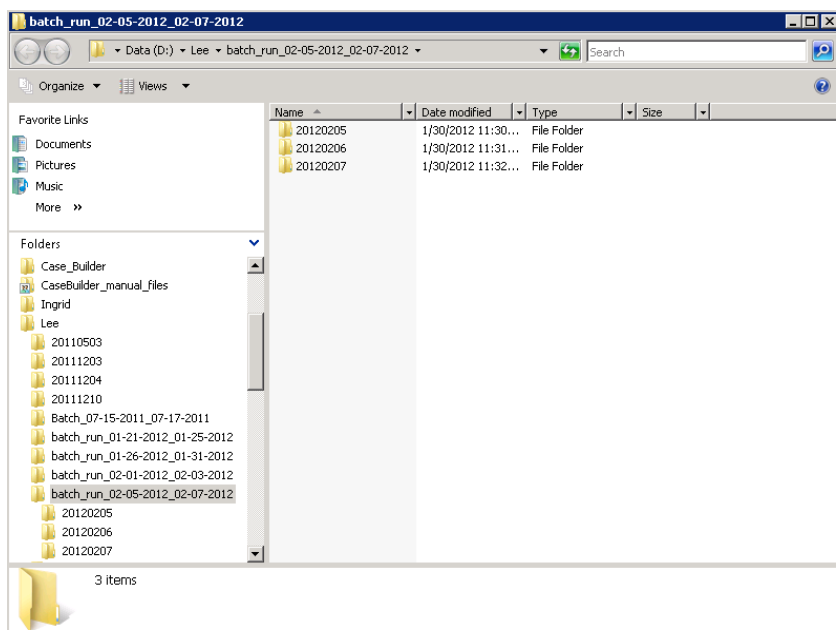 batch_run_02-05-2012_02-07-2012
Data (D:) Lee batch_run_02-05-2012_02-07-2012 Search
Organize Views
Favorite Links
Documents
Pictures
Music
More »
Folders
Case_Builder
CaseBuilder_manual_files
Ingrid
Lee
20110503
20111203
20111204
20111210
Batch_07-15-2011_07-17-2011
batch_run_01-21-2012_01-25-2012
batch_run_01-26-2012_01-31-2012
batch_run_02-01-2012_02-03-2012
batch_run_02-05-2012_02-07-2012
20120205
20120206
20120207
Name Date modified Type Size
20120205 1/30/2012 11:30... File Folder
20120206 1/30/2012 11:31... File Folder
20120207 1/30/2012 11:32... File Folder
3 items